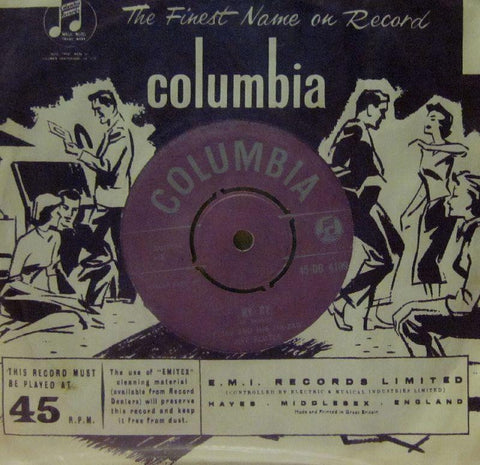 The Finest Name on Record
columbia
COLUMBIA
45-DB
THIS RECORD MUST
BE PLAYED AT
45 R.P.M.
The use of "EMITEX"
cleaning material
(available from Record
Dealers) will preserve
this record and keep
it free from dust.
E.M.I. RECORDS LIMITED
(CONTROLLED BY ELECTRIC & MUSICAL INDUSTRIES LIMITED)
HAYES · MIDDLESEX · ENGLAND
Made and Printed in Great Britain